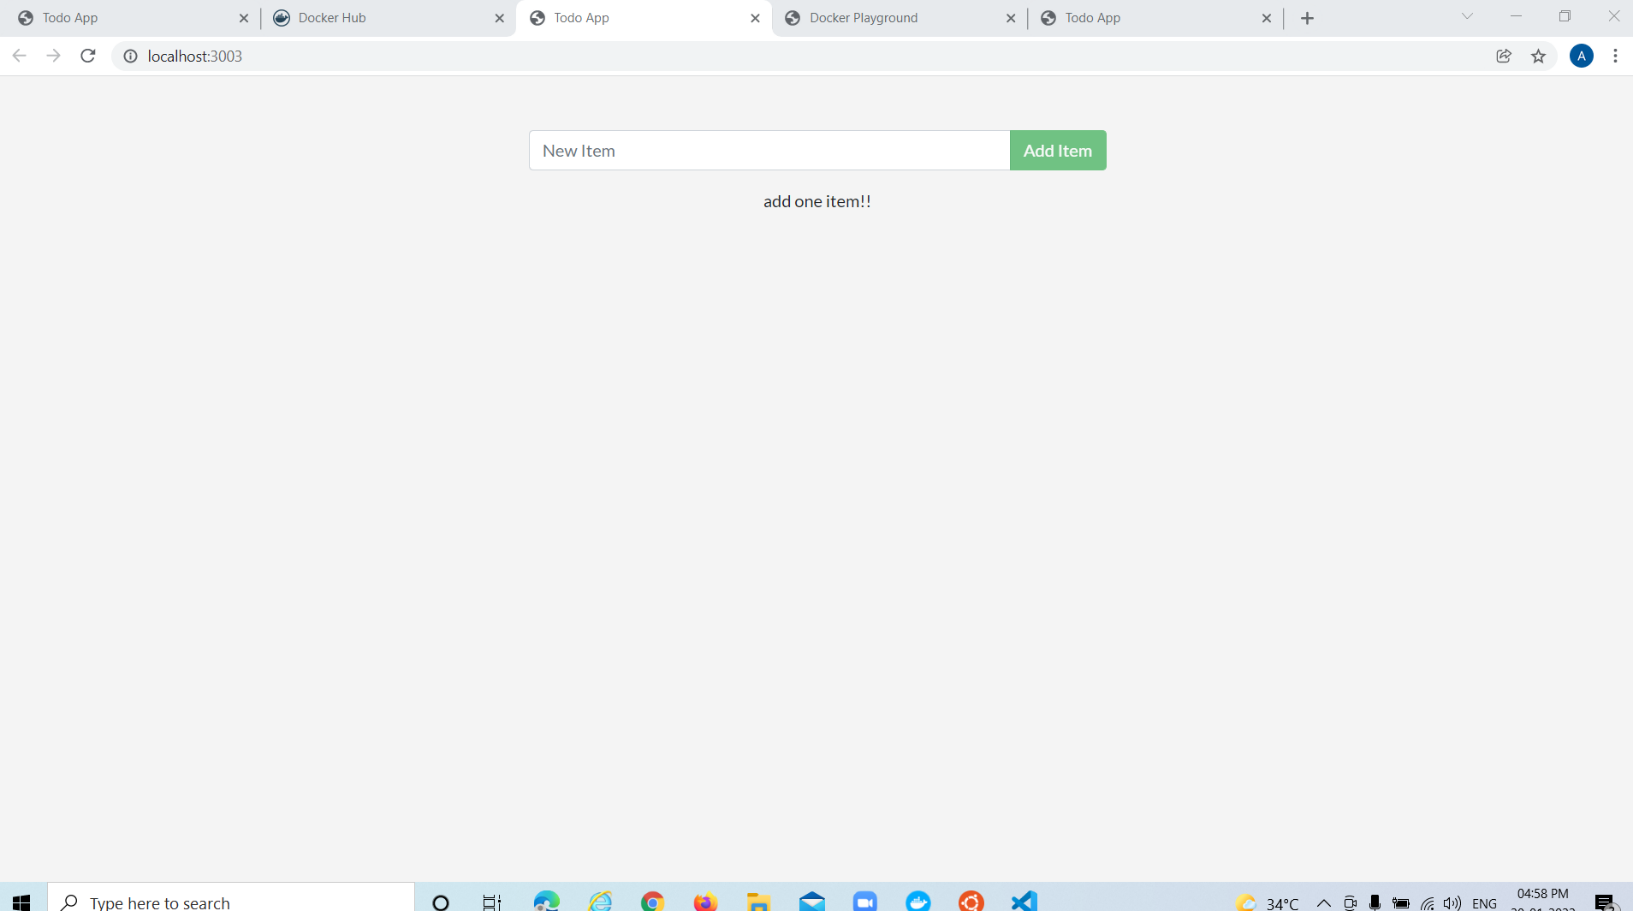 Todo App
Docker Hub
Todo App
Docker Playground
Todo App
localhost:3003
A
New Item
Add Item
add one item!!
Type here to search
34°C
ENG
04:58 PM